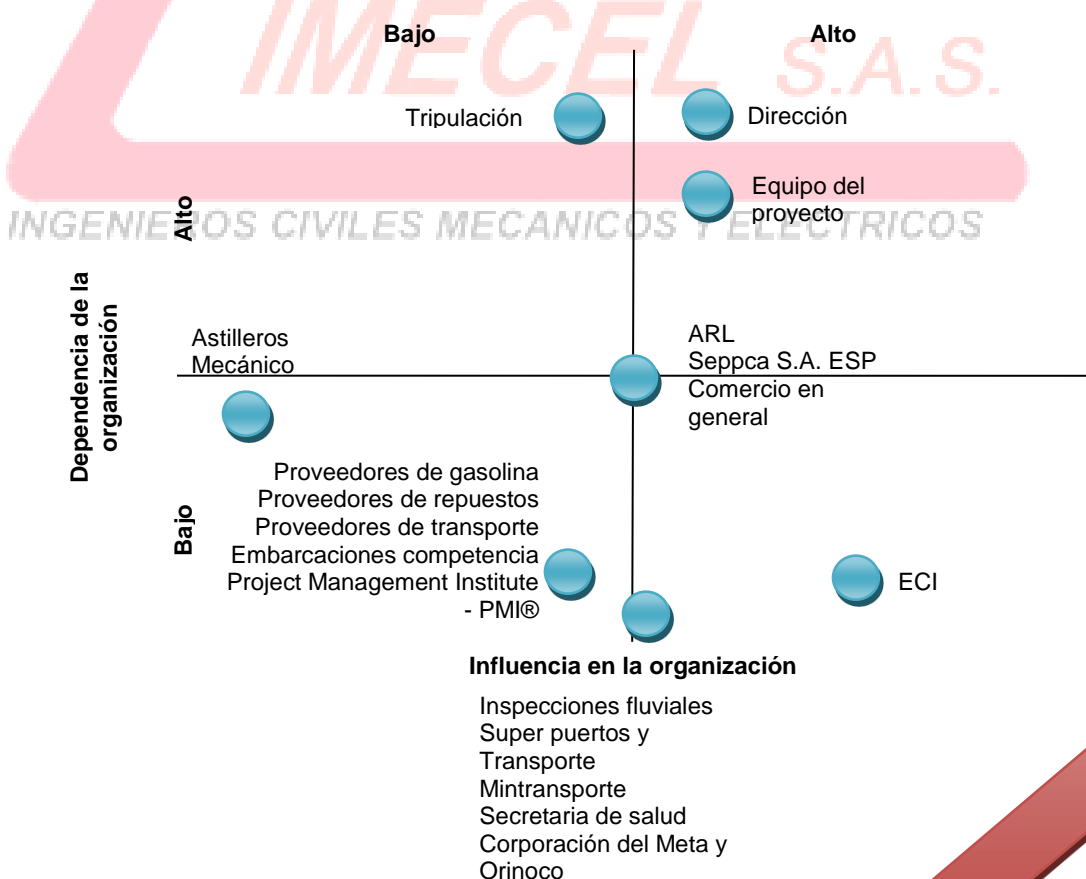 IMECEL S.A.S.
Bajo
Alto
Tripulación
Dirección
Equipo del
proyecto
Alto
INGENIEROS CIVILES MECANICOS Y ELECTRICOS
Dependencia de la
organización
Astilleros
Mecánico
ARL
Seppca S.A. ESP
Comercio en
general
Bajo
Proveedores de gasolina
Proveedores de repuestos
Proveedores de transporte
Embarcaciones competencia
Project Management Institute
- PMI®
ECI
Influencia en la organización
Inspecciones fluviales
Super puertos y
Transporte
Mintransporte
Secretaria de salud
Corporación del Meta y
Orinoco